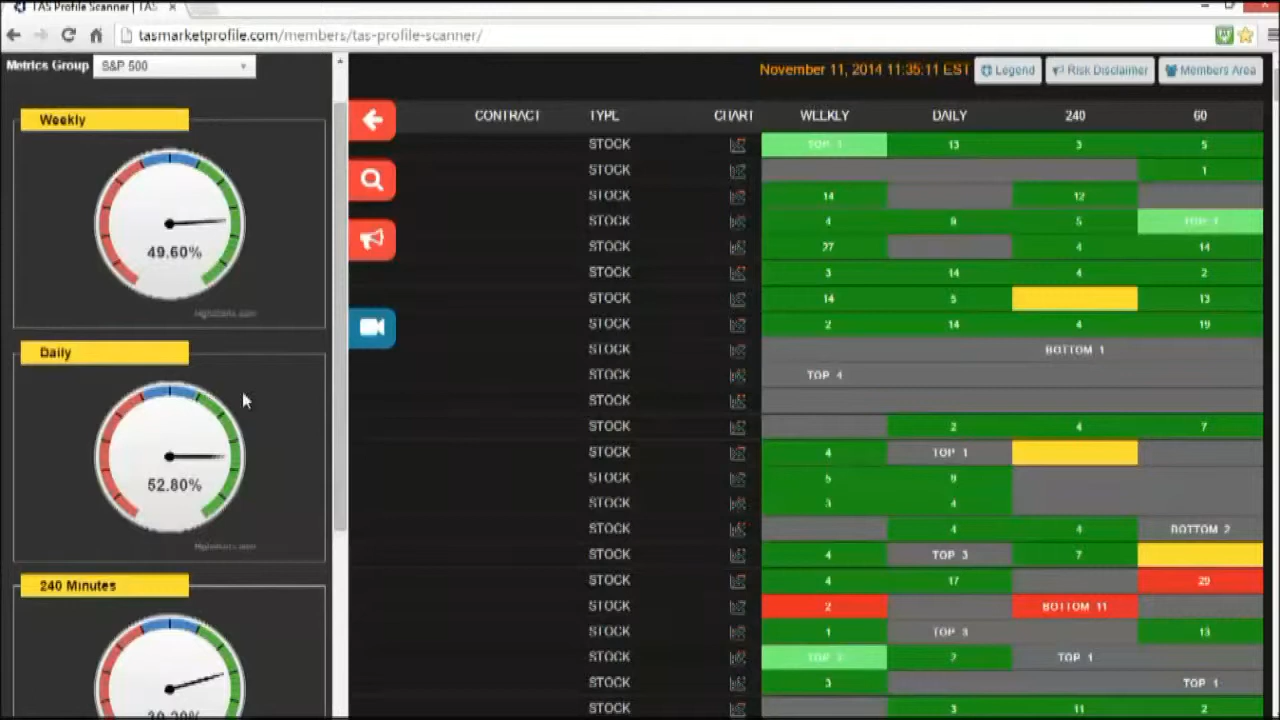 TAS Profile Scanner | TAS
tasmarketprofile.com/members/tas-profile-scanner/
Metrics Group S&P 500
November 11, 2014 11:35:11 EST Legend Risk Disclaimer Members Area
Weekly
49.60%
Daily
52.80%
240 Minutes
CONTRACT TYPE CHART WEEKLY DAILY 240 60
STOCK TOP 1 13 3 5
STOCK 1
STOCK 14 12
STOCK 4 9 5 TOP
STOCK 27 4 14
STOCK 3 14 4 2
STOCK 14 5 13
STOCK 2 14 4 19
STOCK BOTTOM 1
STOCK TOP 4
STOCK
STOCK 2 4 7
STOCK 4 TOP 1
STOCK 5 8
STOCK 3 4
STOCK 4 4 BOTTOM 2
STOCK 4 TOP 3 7
STOCK 4 17 29
STOCK 2 BOTTOM 11
STOCK 1 TOP 3 13
STOCK TOP 2 TOP 1
STOCK 3 TOP 1
STOCK 3 11 2